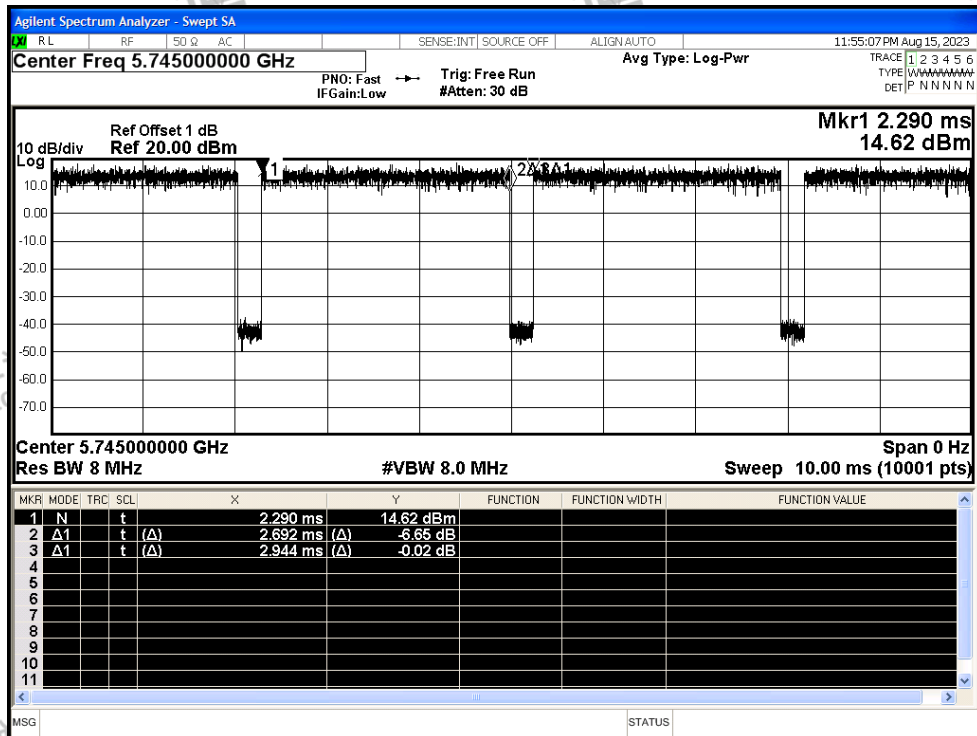 Agilent Spectrum Analyzer - Swept SA
LXI RL RF 50 Ω AC SENSE:INT SOURCE OFF ALIGN AUTO 11:55:07 PM Aug 15, 2023
Center Freq 5.745000000 GHz Avg Type: Log-Pwr TRACE 1 2 3 4 5 6
PNO: Fast Trig: Free Run TYPE W
IFGain:Low #Atten: 30 dB DET P N N N N N
Mkr1 2.290 ms
Ref Offset 1 dB
10 dB/div Ref 20.00 dBm 14.62 dBm
Log
1 2Δ1 3Δ1
10.0
0.00
-10.0
-20.0
-30.0
-40.0
-50.0
-60.0
-70.0
Center 5.745000000 GHz Span 0 Hz
Res BW 8 MHz #VBW 8.0 MHz Sweep 10.00 ms (10001 pts)
MKR MODE TRC SCL X Y FUNCTION FUNCTION WIDTH FUNCTION VALUE
1 N t 2.290 ms 14.62 dBm
2 Δ1 t (Δ) 2.692 ms (Δ) -6.65 dB
3 Δ1 t (Δ) 2.944 ms (Δ) -0.02 dB
4
5
6
7
8
9
10
11
MSG STATUS